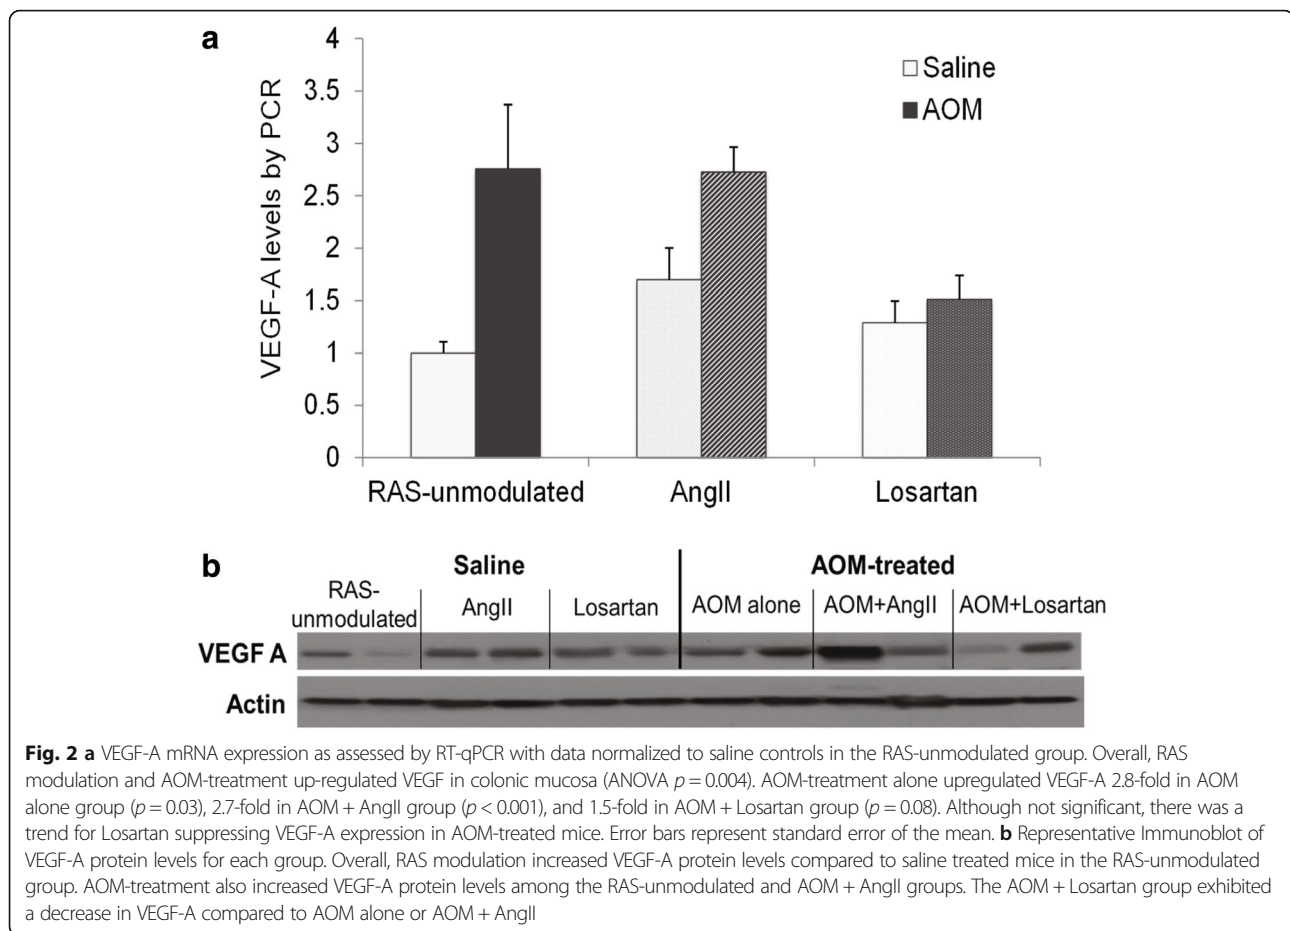 a
4
3.5
3
2.5
2
1.5
1
0.5
0
VEGF-A levels by PCR
Saline
AOM
RAS-unmodulated AngII Losartan
b
Saline AOM-treated
RAS-
unmodulated AngII Losartan AOM alone AOM+AngII AOM+Losartan
VEGF A
Actin
Fig. 2 a VEGF-A mRNA expression as assessed by RT-qPCR with data normalized to saline controls in the RAS-unmodulated group. Overall, RAS
modulation and AOM-treatment up-regulated VEGF in colonic mucosa (ANOVA p = 0.004). AOM-treatment alone upregulated VEGF-A 2.8-fold in AOM
alone group (p = 0.03), 2.7-fold in AOM + AngII group (p < 0.001), and 1.5-fold in AOM + Losartan group (p = 0.08). Although not significant, there was a
trend for Losartan suppressing VEGF-A expression in AOM-treated mice. Error bars represent standard error of the mean. b Representative Immunoblot of
VEGF-A protein levels for each group. Overall, RAS modulation increased VEGF-A protein levels compared to saline treated mice in the RAS-unmodulated
group. AOM-treatment also increased VEGF-A protein levels among the RAS-unmodulated and AOM + AngII groups. The AOM + Losartan group exhibited
a decrease in VEGF-A compared to AOM alone or AOM + AngII